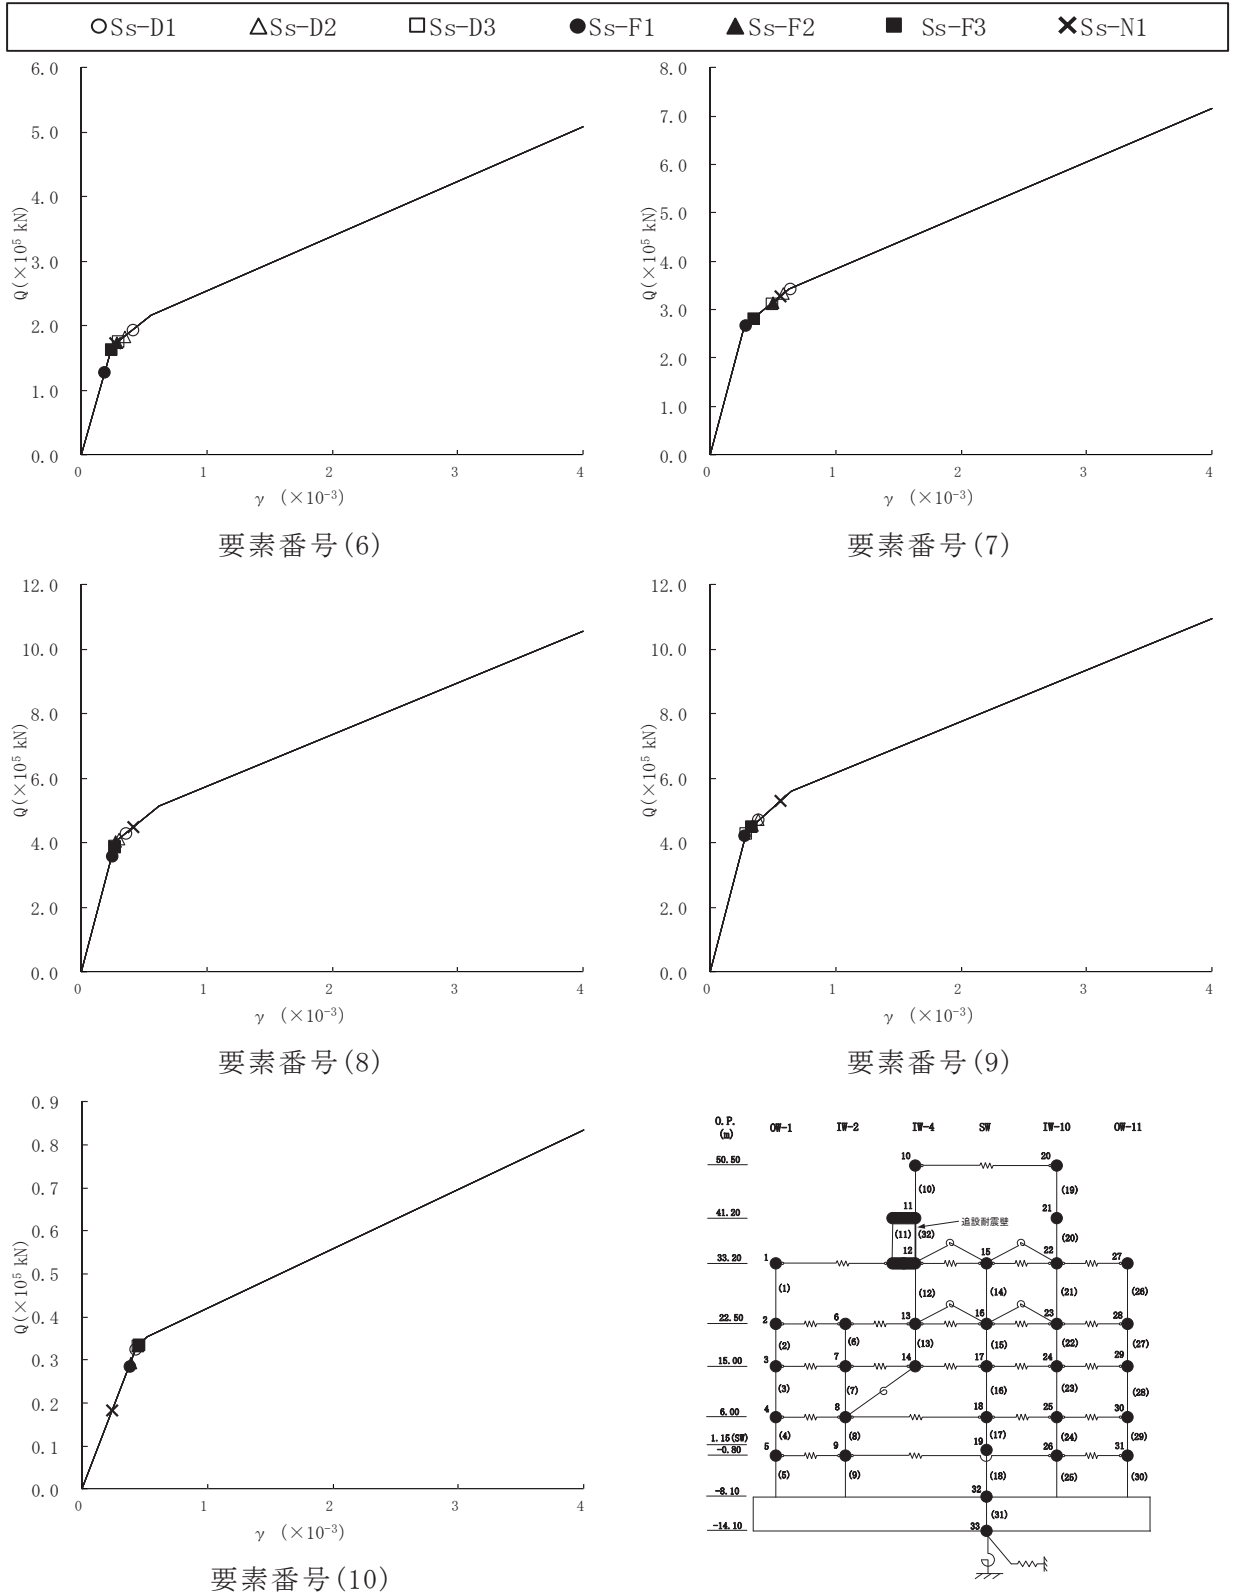 ○Ss-D1 △Ss-D2 □Ss-D3 ●Ss-F1 ▲Ss-F2 ■ Ss-F3 ×Ss-N1
6.0
5.0
4.0
3.0
2.0
1.0
0.0
Q(×10⁵ kN)
0 1 2 3 4
γ (×10⁻³)
要素番号(6)
8.0
7.0
6.0
5.0
4.0
3.0
2.0
1.0
0.0
Q(×10⁵ kN)
0 1 2 3 4
γ (×10⁻³)
要素番号(7)
12.0
10.0
8.0
6.0
4.0
2.0
0.0
Q(×10⁵ kN)
0 1 2 3 4
γ (×10⁻³)
要素番号(8)
12.0
10.0
8.0
6.0
4.0
2.0
0.0
Q(×10⁵ kN)
0 1 2 3 4
γ (×10⁻³)
要素番号(9)
0.9
0.8
0.7
0.6
0.5
0.4
0.3
0.2
0.1
0.0
Q(×10⁵ kN)
0 1 2 3 4
γ (×10⁻³)
要素番号(10)
O.P. OW-1 IW-2 IW-4 SW IW-10 OW-11
(m)
50.50 10 20
(10) (19)
41.20 11 21
追設耐震壁
(11) (32) (20)
33.20 1 12 15 22 27
(1) (12) (14) (21) (26)
22.50 2 6 13 16 23 28
(2) (6) (13) (15) (22) (27)
15.00 3 7 14 17 24 29
(3) (7) (16) (23) (28)
6.00 4 8 18 25 30
(4) (8) (17) (24) (29)
1.15(SW) 19
-0.80 5 9 26 31
(5) (9) (18) (25) (30)
-8.10 32
(31)
-14.10 33